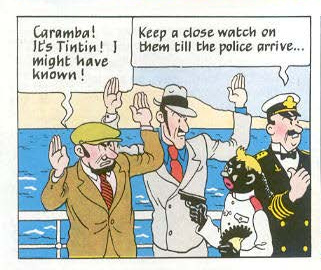 Caramba!
It's Tintin! I
might have
known!
Keep a close watch on
them till the police arrive...